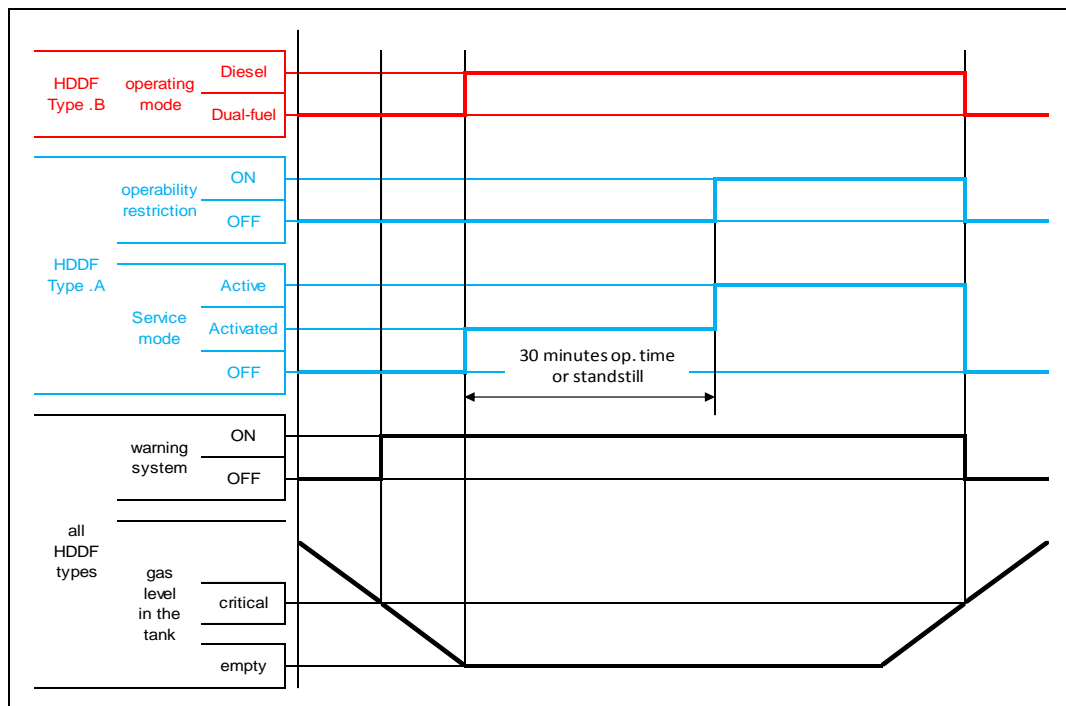 HDDF
Type .B
operating
mode
Diesel
Dual-fuel
HDDF
Type .A
operability
restriction
ON
OFF
Service
mode
Active
Activated
OFF
30 minutes op. time
or standstill
all
HDDF
types
warning
system
ON
OFF
gas
level
in the
tank
critical
empty